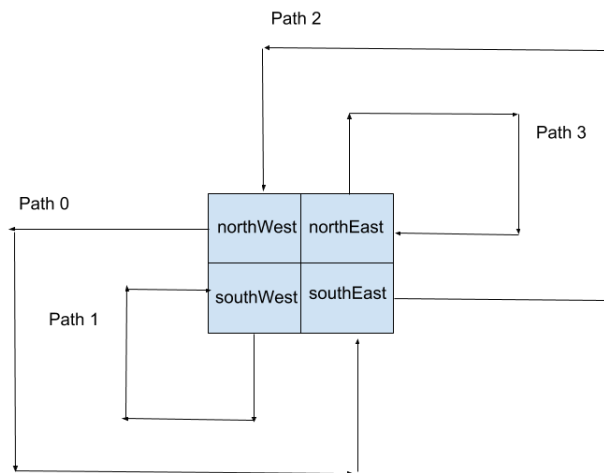 Path 2
Path 3
Path 0
northWest northEast
southWest southEast
Path 1